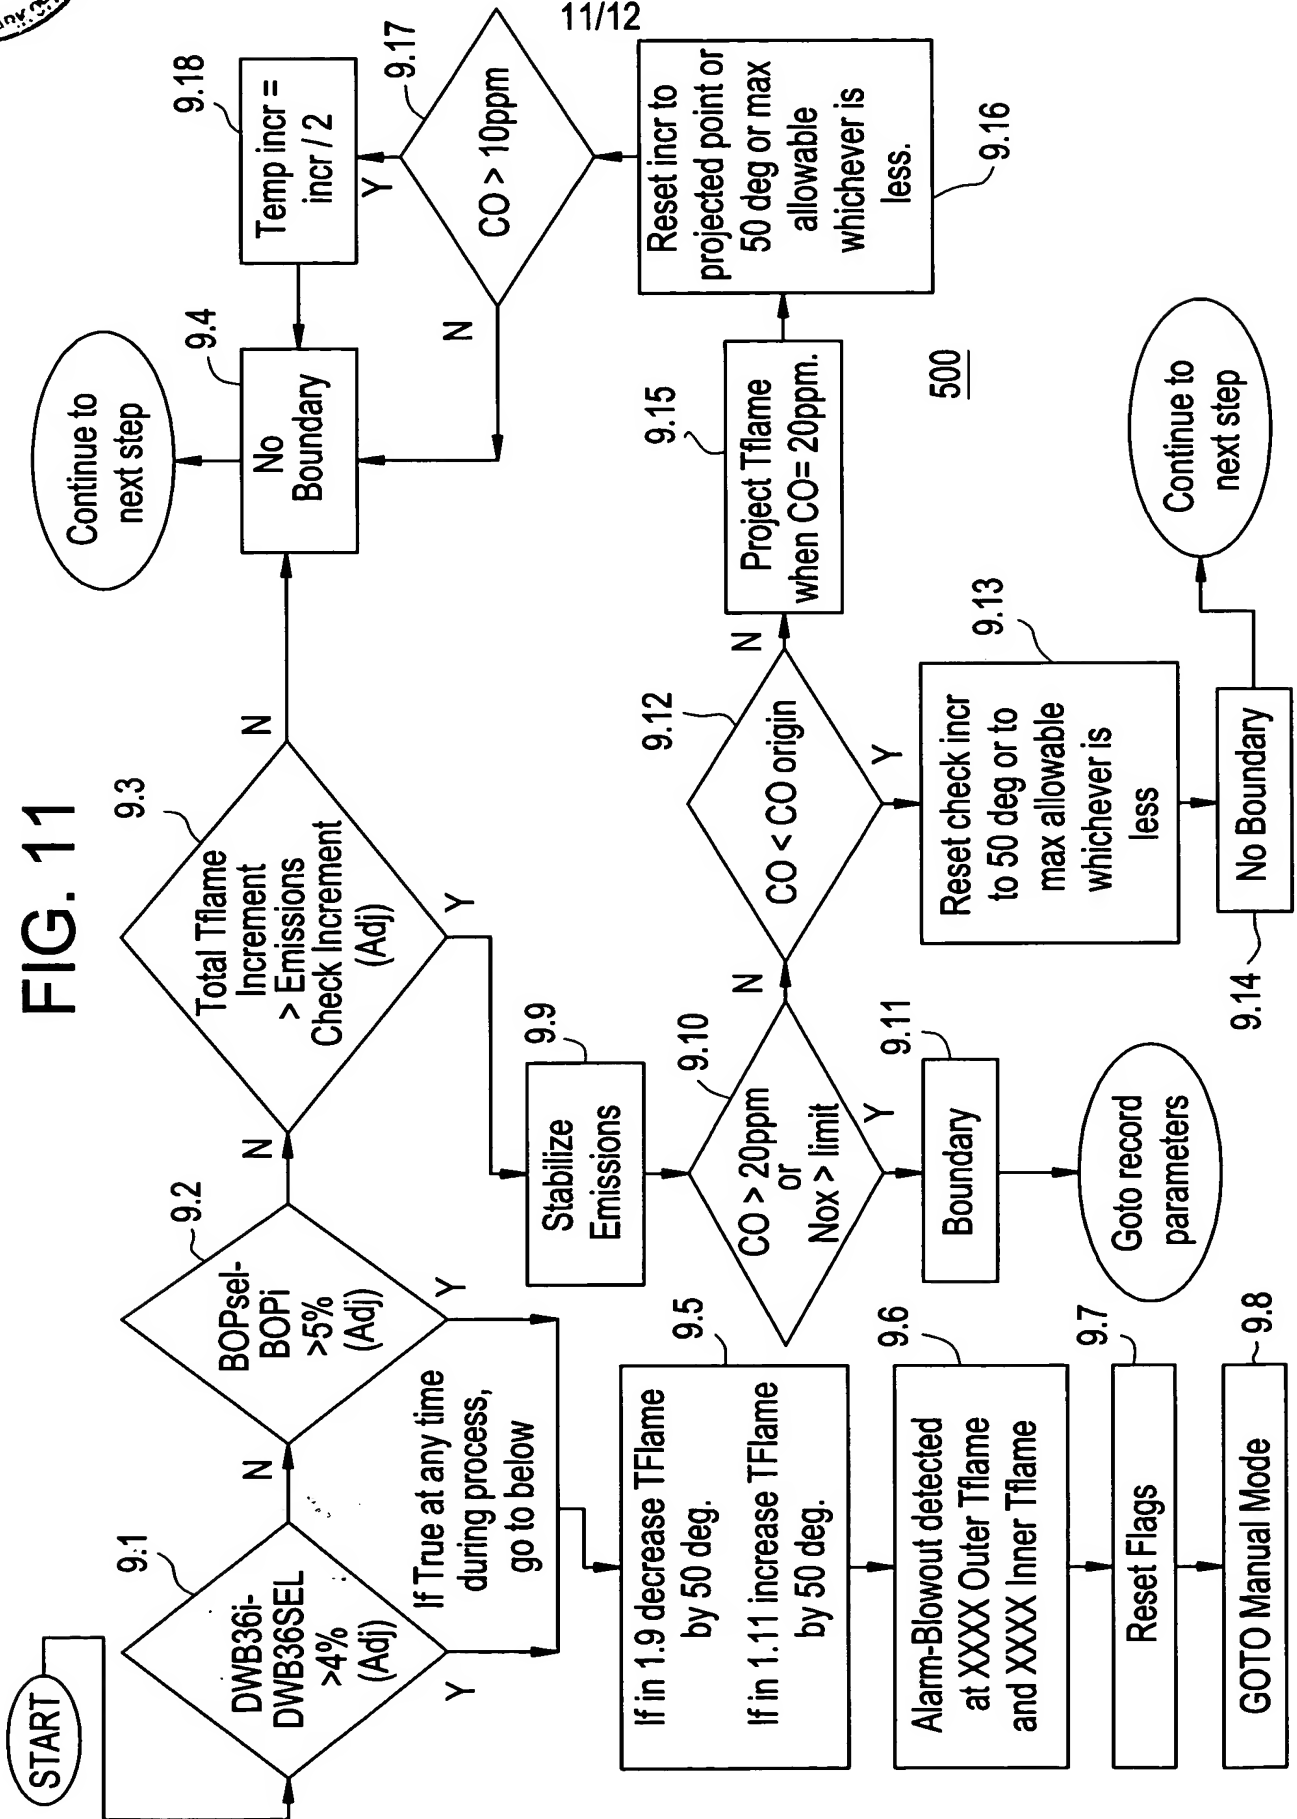 11/12
FIG. 11
START
9.1
DWB36i-
DWB36SEL
>4%
(Adj)
N
Y
9.2
BOPsel-
BOPi
>5%
(Adj)
N
Y
If True at any time
during process,
go to below
9.3
Total Tflame
Increment
> Emissions
Check Increment
(Adj)
N
Y
9.4
No
Boundary
Continue to
next step
9.18
Temp incr =
incr / 2
9.17
CO > 10ppm
Y
N
9.5
If in 1.9 decrease TFlame
by 50 deg.
If in 1.11 increase TFlame
by 50 deg.
9.6
Alarm-Blowout detected
at XXXX Outer Tflame
and XXXX Inner Tflame
9.7
Reset Flags
9.8
GOTO Manual Mode
9.9
Stabilize
Emissions
9.10
CO > 20ppm
or
Nox > limit
N
Y
9.11
Boundary
Goto record
parameters
9.12
CO < CO origin
N
Y
9.13
Reset check incr
to 50 deg or to
max allowable
whichever is
less
9.14
No Boundary
Continue to
next step
9.15
Project Tflame
when CO= 20ppm.
9.16
Reset incr to
projected point or
50 deg or max
allowable
whichever is
less.
500